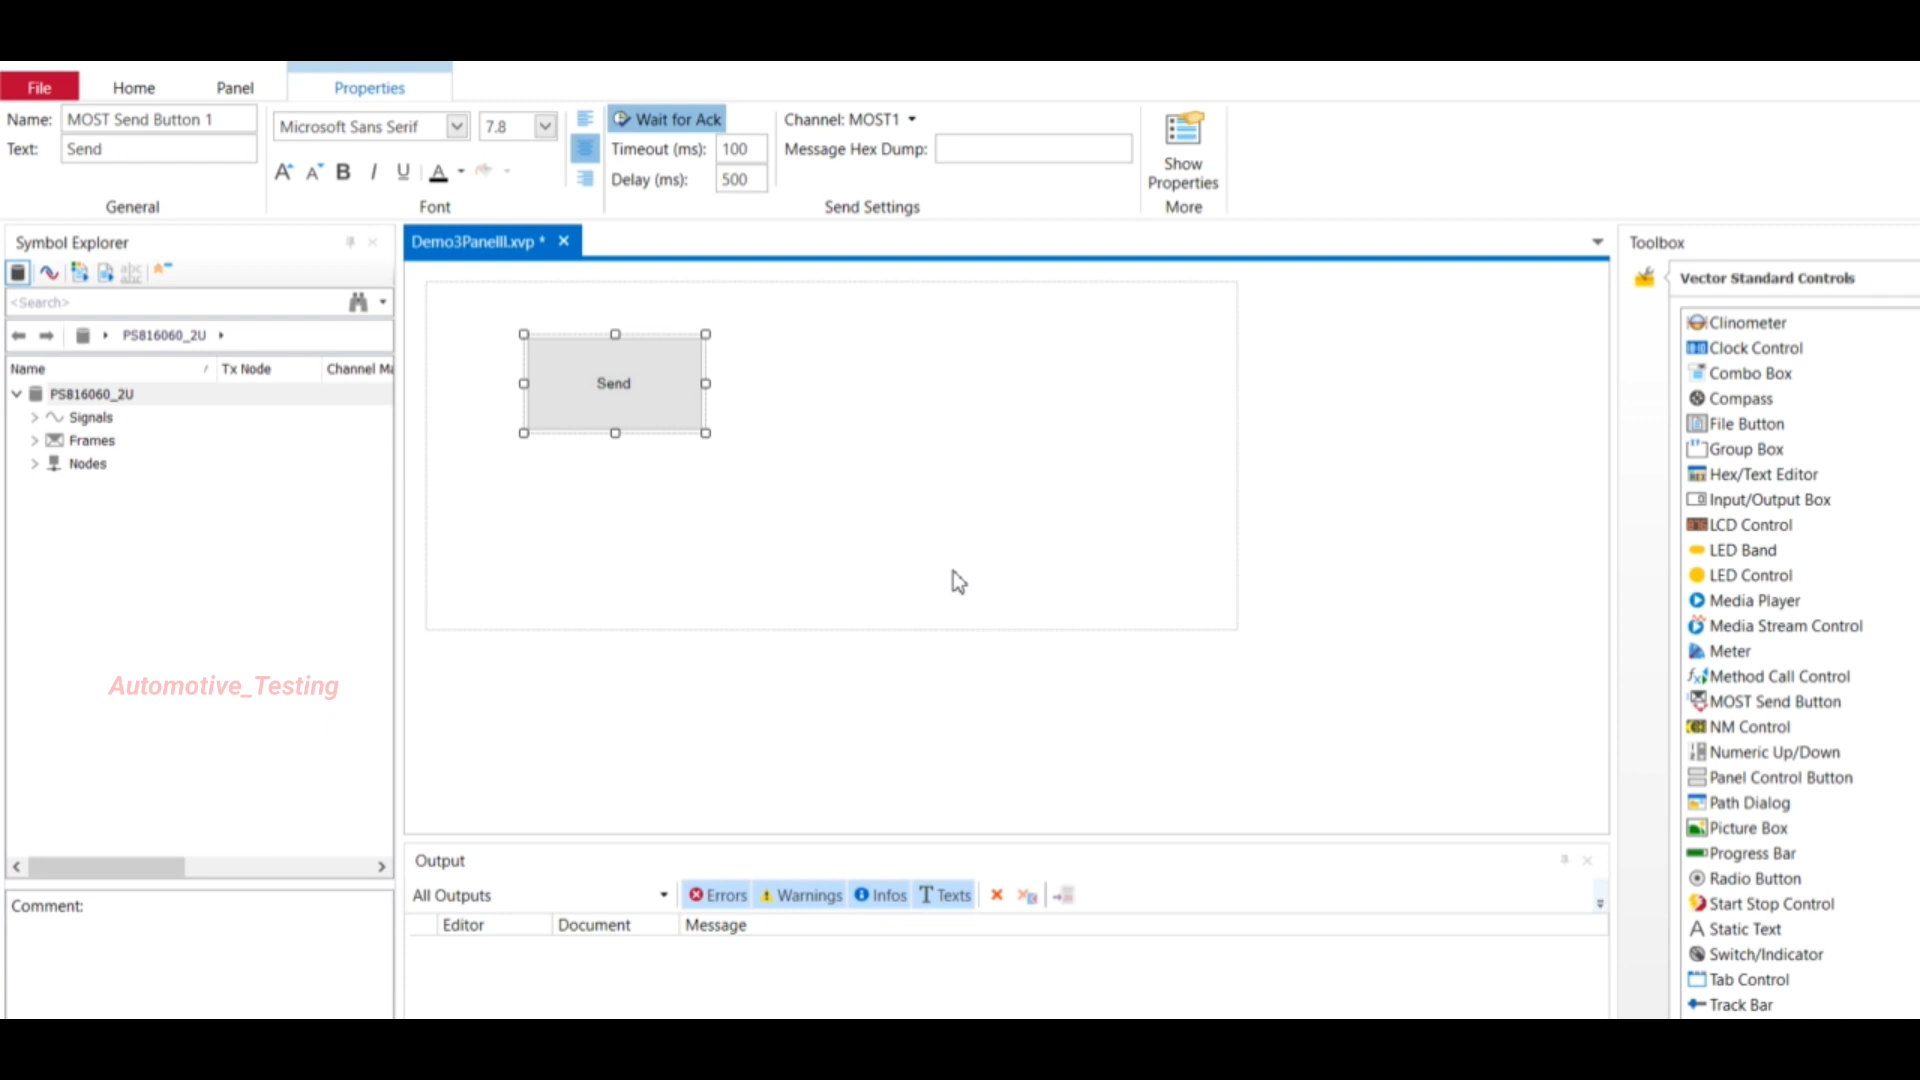 File Home Panel Properties
Name: MOST Send Button 1
Text: Send
General
Microsoft Sans Serif 7.8
A A B I U A
Font
Wait for Ack
Timeout (ms): 100
Delay (ms): 500
Channel: MOST1
Message Hex Dump:
Send Settings
Show
Properties
More
Symbol Explorer
<Search>
PS816060_2U
Name Tx Node Channel Ma
PS816060_2U
Signals
Frames
Nodes
Automotive_Testing
Comment:
Demo3PanelII.xvp *
Send
Output
All Outputs Errors Warnings Infos Texts
Editor Document Message
Toolbox
Vector Standard Controls
Clinometer
Clock Control
Combo Box
Compass
File Button
Group Box
Hex/Text Editor
Input/Output Box
LCD Control
LED Band
LED Control
Media Player
Media Stream Control
Meter
Method Call Control
MOST Send Button
NM Control
Numeric Up/Down
Panel Control Button
Path Dialog
Picture Box
Progress Bar
Radio Button
Start Stop Control
Static Text
Switch/Indicator
Tab Control
Track Bar